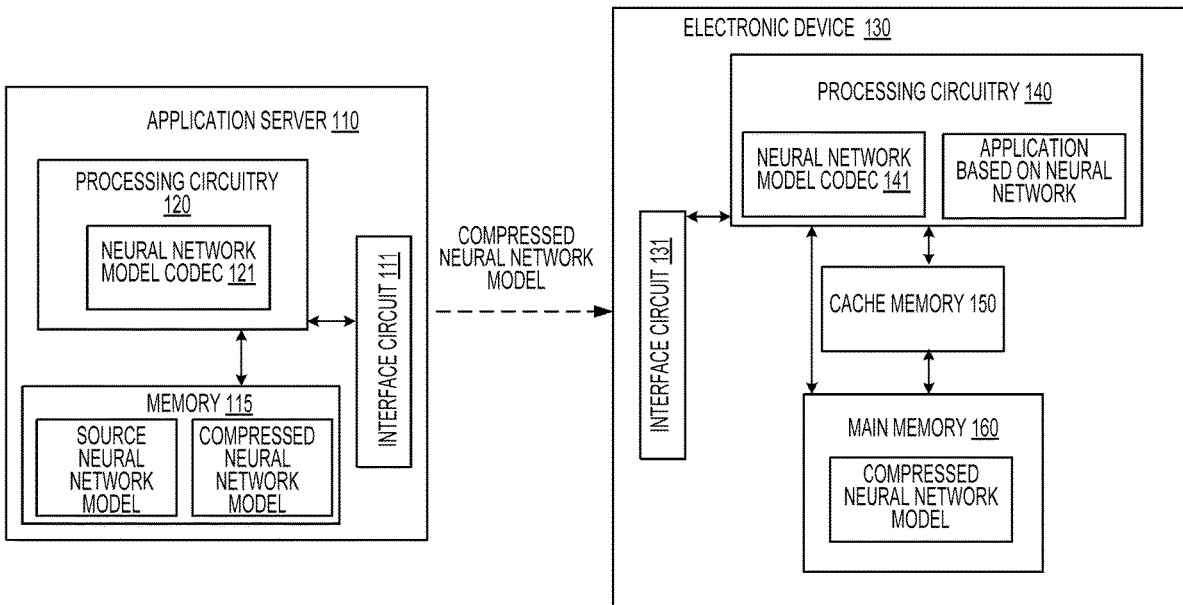 APPLICATION SERVER 110
PROCESSING CIRCUITRY
120
NEURAL NETWORK
MODEL CODEC 121
INTERFACE CIRCUIT 111
MEMORY 115
SOURCE
NEURAL
NETWORK
MODEL
COMPRESSED
NEURAL
NETWORK
MODEL
COMPRESSED
NEURAL NETWORK
MODEL
ELECTRONIC DEVICE 130
PROCESSING CIRCUITRY 140
NEURAL NETWORK
MODEL CODEC 141
APPLICATION
BASED ON NEURAL
NETWORK
INTERFACE CIRCUIT 131
CACHE MEMORY 150
MAIN MEMORY 160
COMPRESSED
NEURAL NETWORK
MODEL